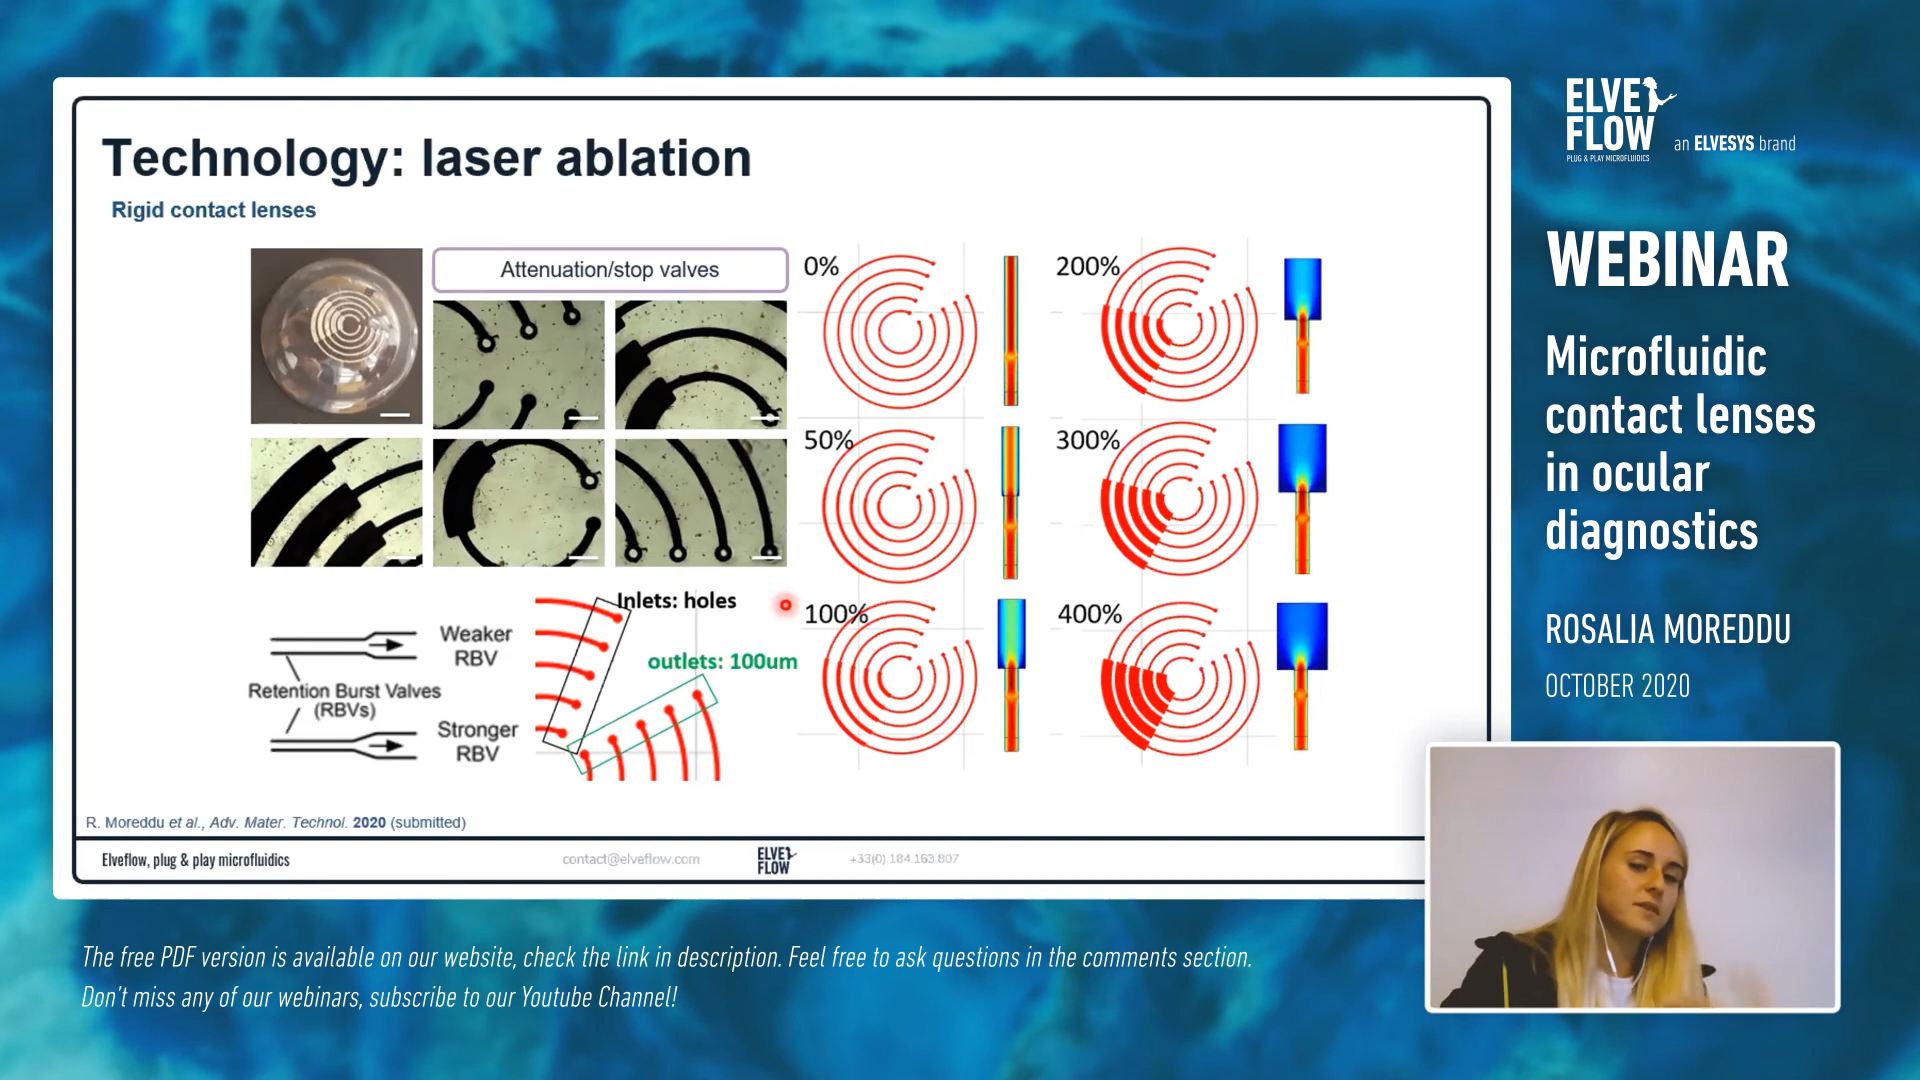 Technology: laser ablation
Rigid contact lenses
Attenuation/stop valves
0%
200%
50%
300%
100%
400%
Inlets: holes
outlets: 100um
Weaker
RBV
Retention Burst Valves
(RBVs)
Stronger
RBV
R. Moreddu et al., Adv. Mater. Technol. 2020 (submitted)
Elveflow, plug & play microfluidics
contact@elveflow.com
ELVE
FLOW
+33(0).184.163.807
ELVE
FLOW
PLUG & PLAY MICROFLUIDICS
an ELVESYS brand
WEBINAR
Microfluidic
contact lenses
in ocular
diagnostics
ROSALIA MOREDDU
OCTOBER 2020
The free PDF version is available on our website, check the link in description. Feel free to ask questions in the comments section.
Don't miss any of our webinars, subscribe to our Youtube Channel!